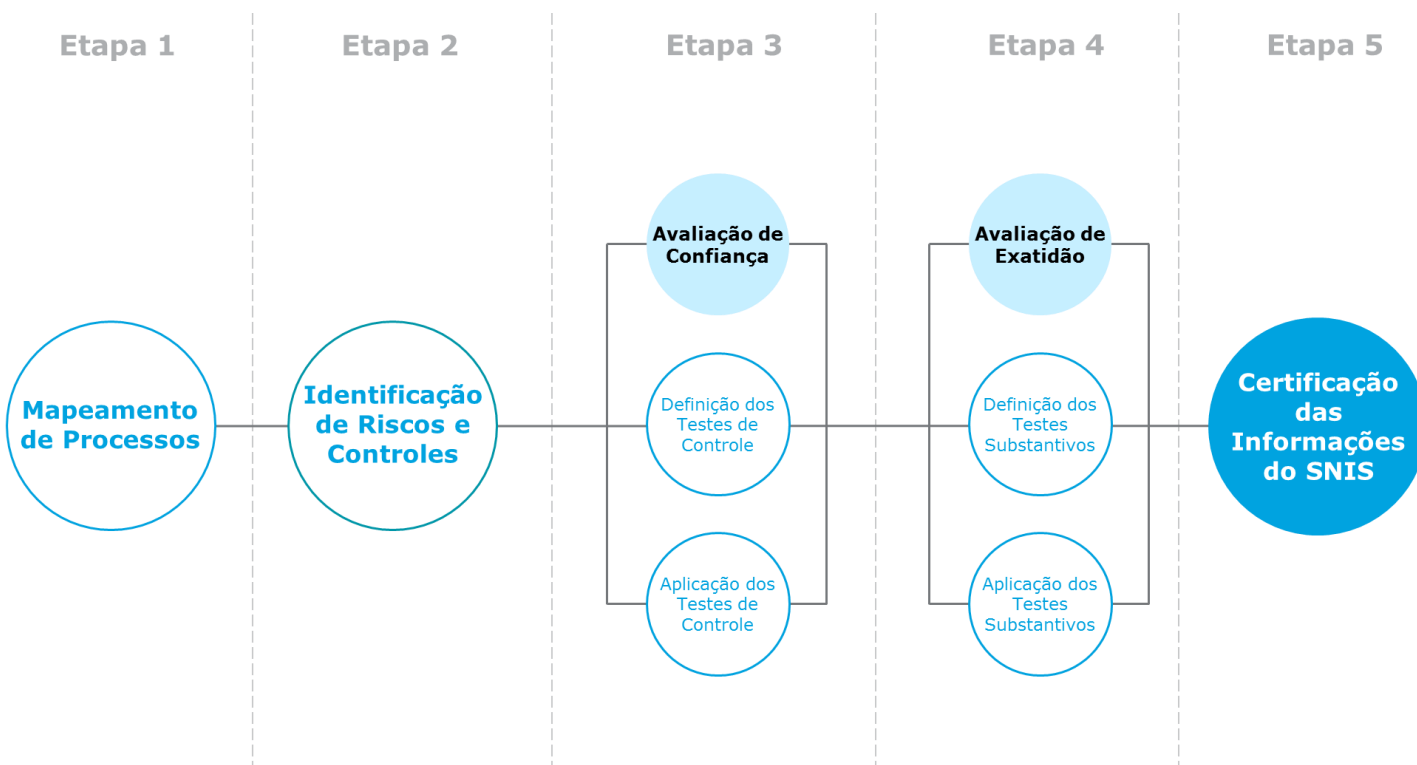 Etapa 1
Etapa 2
Etapa 3
Etapa 4
Etapa 5
Mapeamento
de Processos
Identificação
de Riscos e
Controles
Avaliação de
Confiança
Definição dos
Testes de
Controle
Aplicação dos
Testes de
Controle
Avaliação de
Exatidão
Definição dos
Testes
Substantivos
Aplicação dos
Testes
Substantivos
Certificação
das
Informações
do SNIS